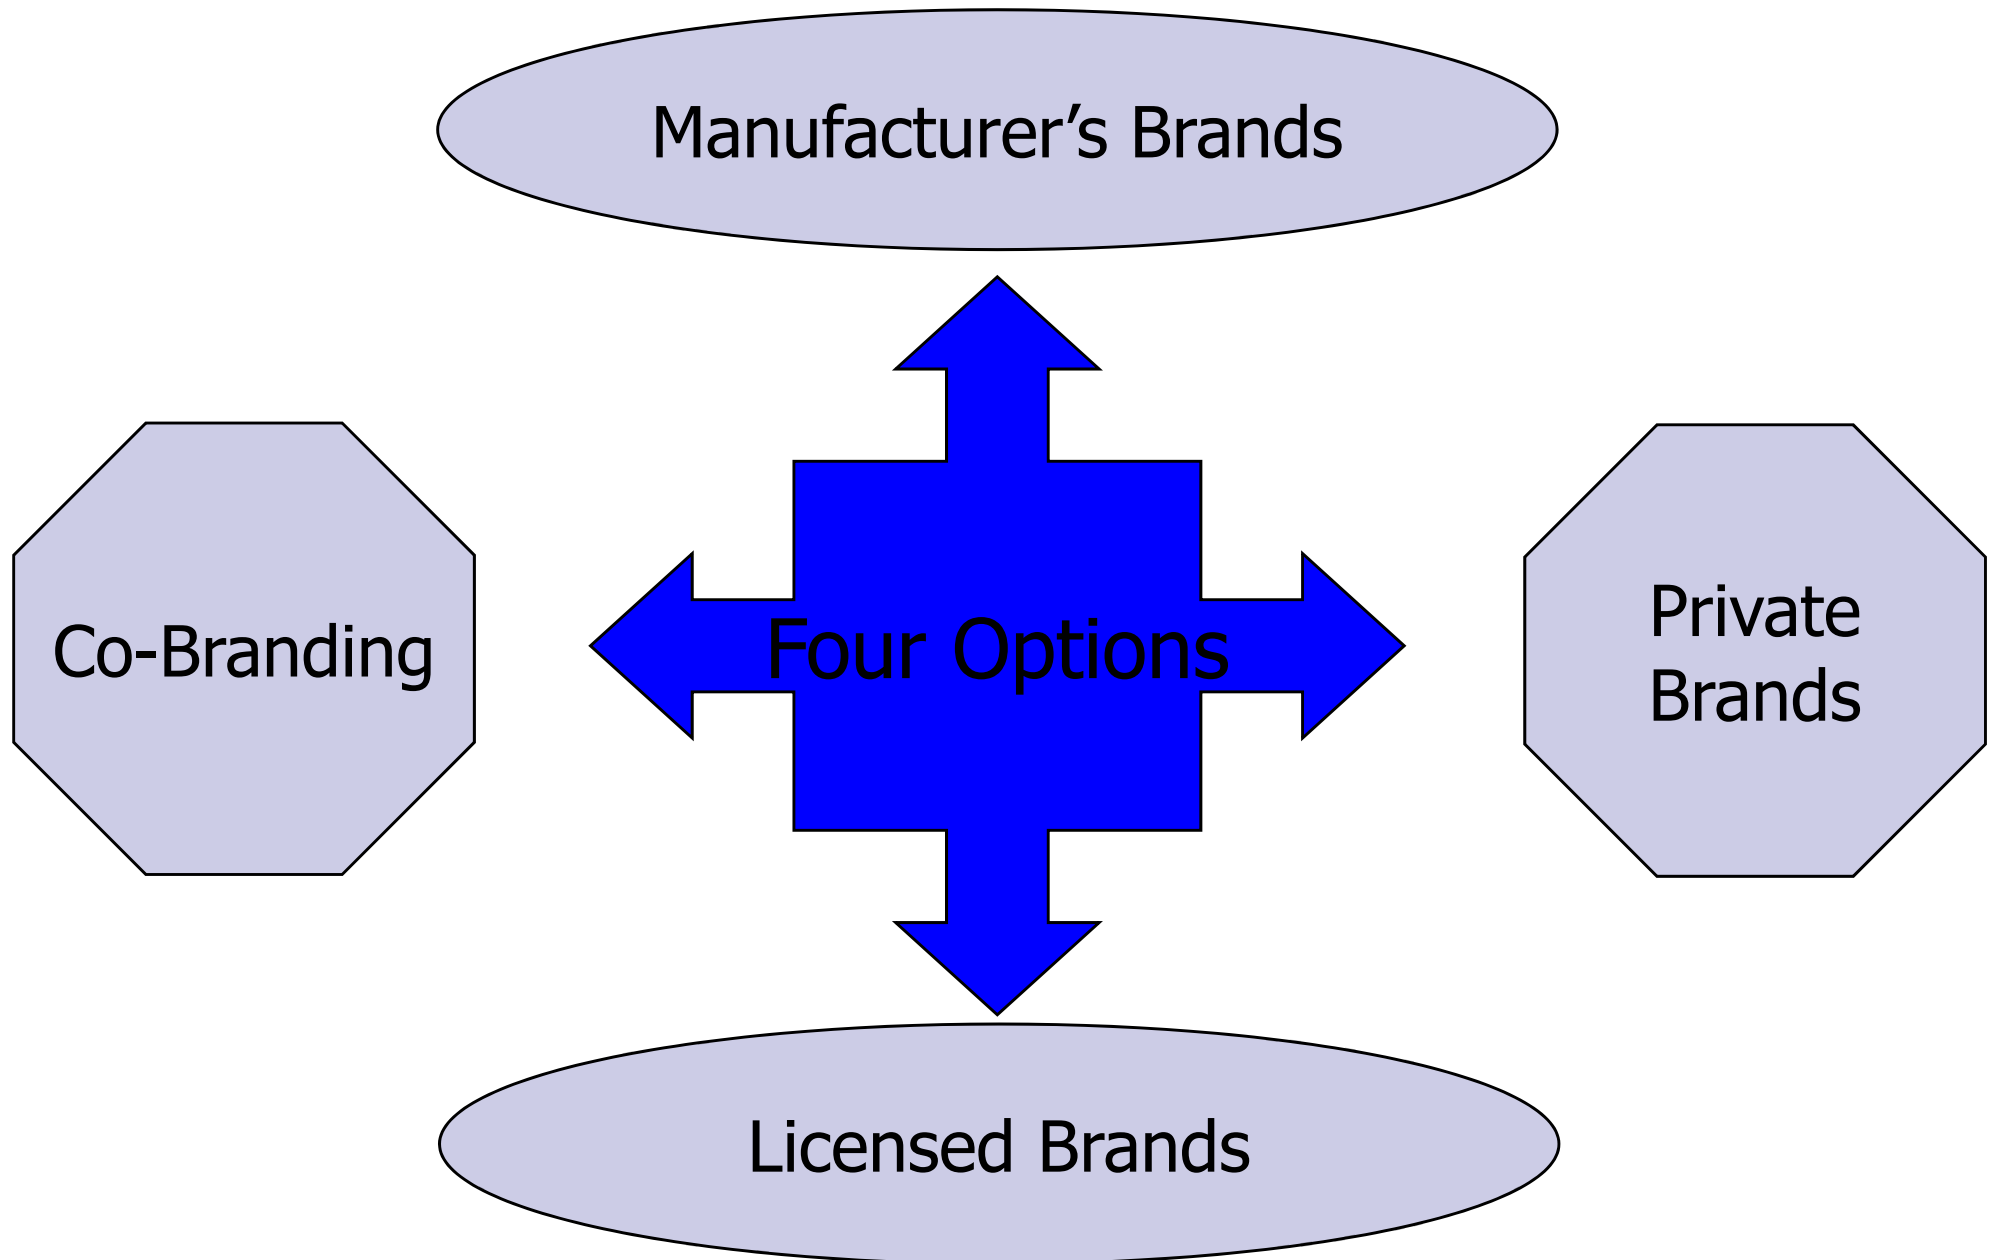 Manufacturer’s Brands
Co-Branding
Four Options
Private
Brands
Licensed Brands